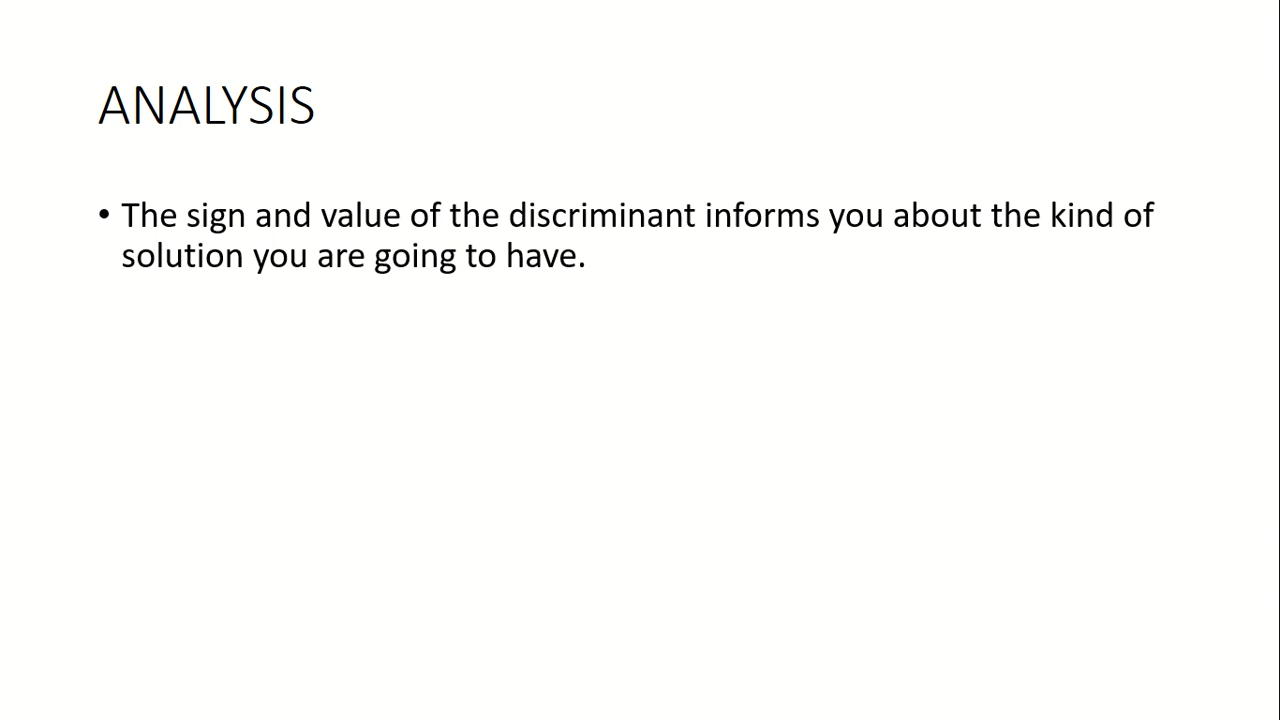 ANALYSIS
• The sign and value of the discriminant informs you about the kind of
solution you are going to have.